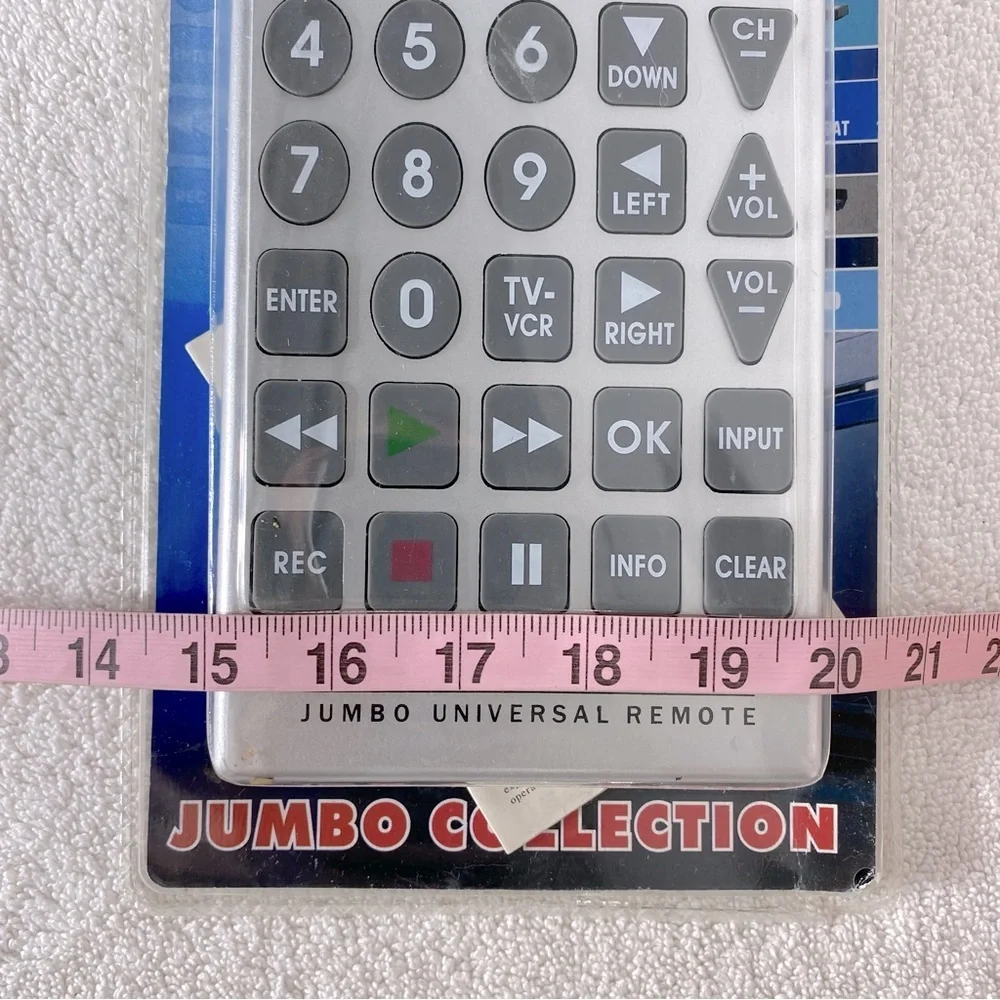 4 5 6 DOWN CH −
7 8 9 LEFT + VOL
ENTER 0 TV-VCR RIGHT VOL −
OK INPUT
REC INFO CLEAR
14 15 16 17 18 19 20 21
JUMBO UNIVERSAL REMOTE
opera
JUMBO COLLECTION